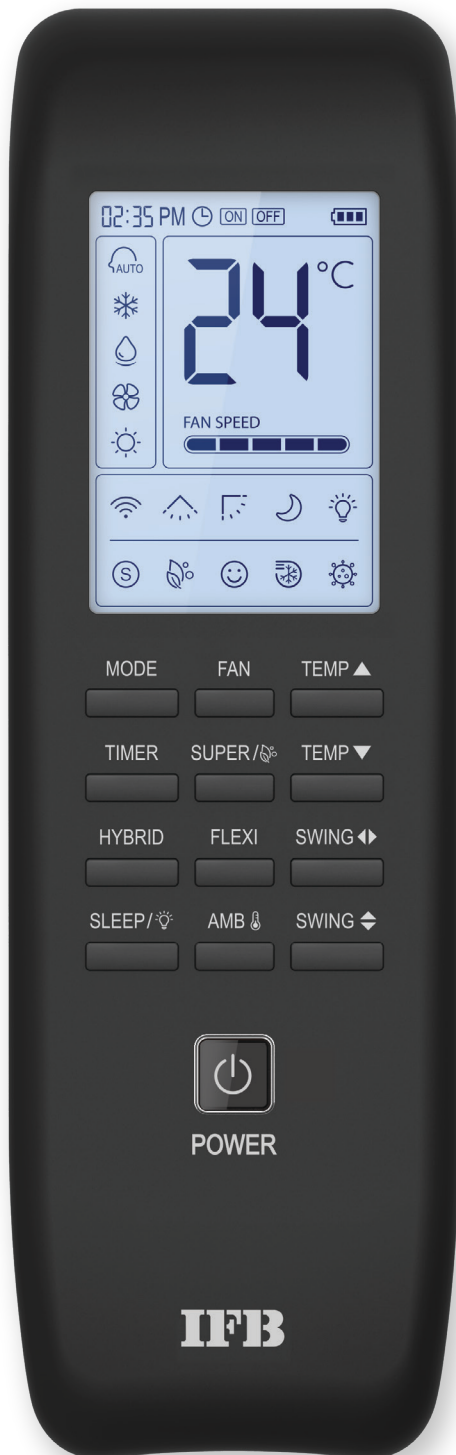 02:35 PM ON OFF
AUTO
24 °C
FAN SPEED
S
MODE FAN TEMP ▲
TIMER SUPER/ TEMP ▼
HYBRID FLEXI SWING ◀▶
SLEEP/ AMB SWING ▲▼
POWER
IFB